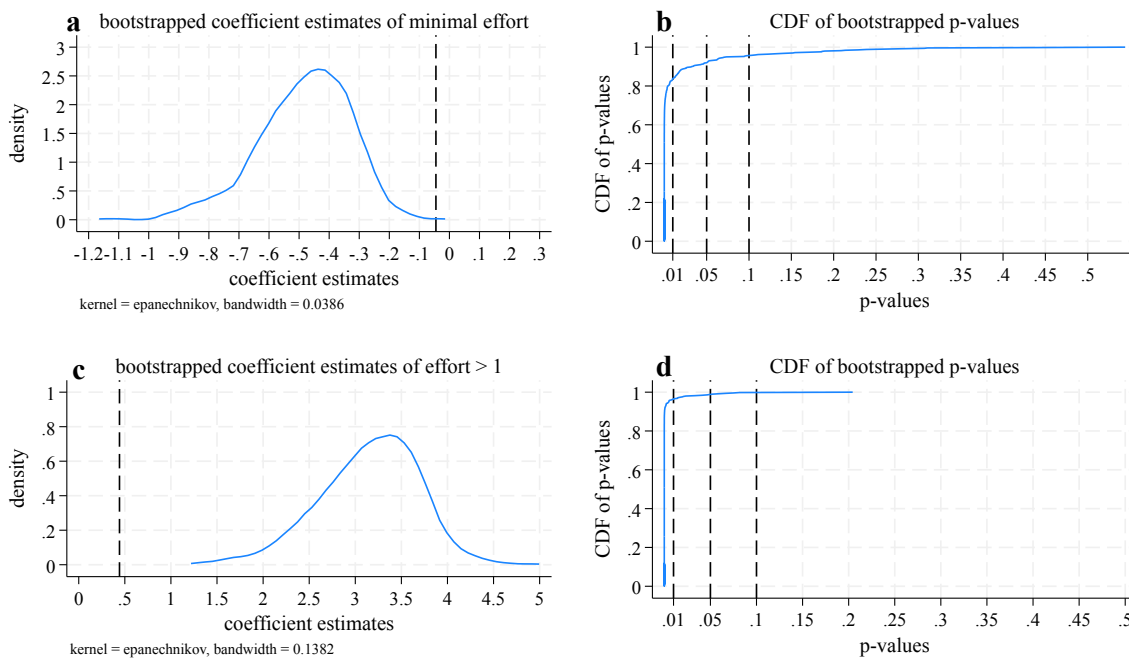 a bootstrapped coefficient estimates of minimal effort
density
3
2.5
2
1.5
1
.5
0
-1.2 -1.1 -1 -.9 -.8 -.7 -.6 -.5 -.4 -.3 -.2 -.1 0 .1 .2 .3
coefficient estimates
kernel = epanechnikov, bandwidth = 0.0386
b CDF of bootstrapped p-values
CDF of p-values
1
.8
.6
.4
.2
0
.01 .05 .1 .15 .2 .25 .3 .35 .4 .45 .5
p-values
c bootstrapped coefficient estimates of effort > 1
density
1
.8
.6
.4
.2
0
0 .5 1 1.5 2 2.5 3 3.5 4 4.5 5
coefficient estimates
kernel = epanechnikov, bandwidth = 0.1382
d CDF of bootstrapped p-values
CDF of p-values
1
.8
.6
.4
.2
0
.01 .05 .1 .15 .2 .25 .3 .35 .4 .45 .5
p-values